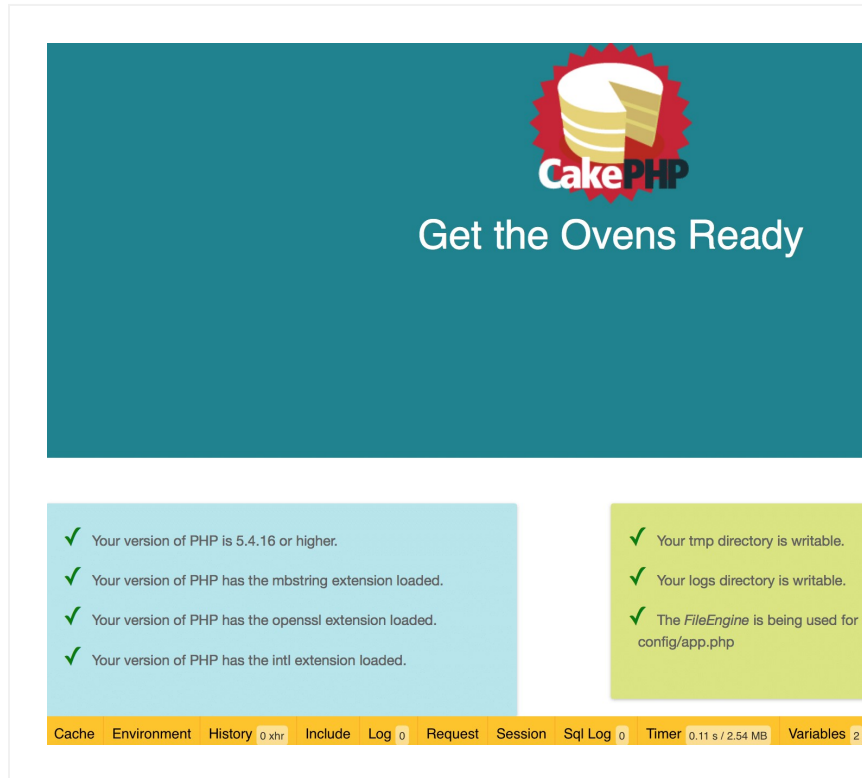 CakePHP
Get the Ovens Ready
Your version of PHP is 5.4.16 or higher.
Your version of PHP has the mbstring extension loaded.
Your version of PHP has the openssl extension loaded.
Your version of PHP has the intl extension loaded.
Your tmp directory is writable.
Your logs directory is writable.
The FileEngine is being used for
config/app.php
Cache Environment History 0 xhr Include Log 0 Request Session Sql Log 0 Timer 0.11 s / 2.54 MB Variables 2